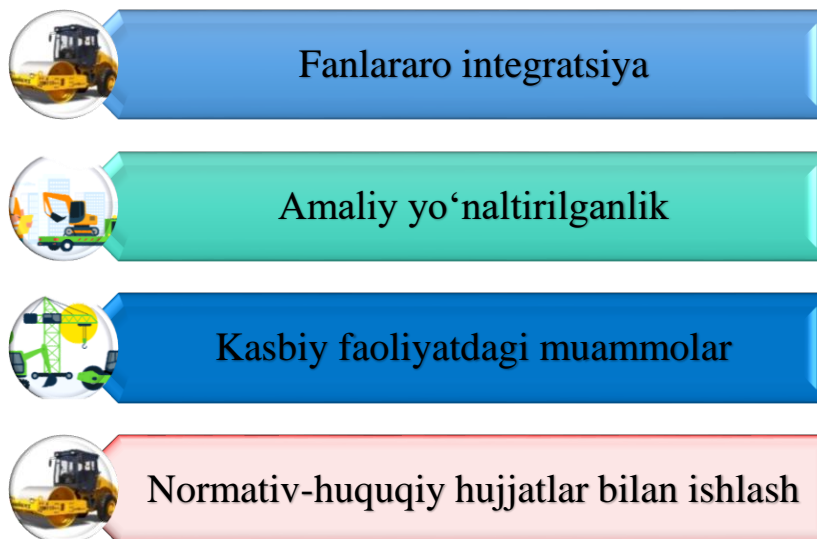 Fanlararo integratsiya
Amaliy yo‘naltirilganlik
Kasbiy faoliyatdagi muammolar
Normativ-huquqiy hujjatlar bilan ishlash